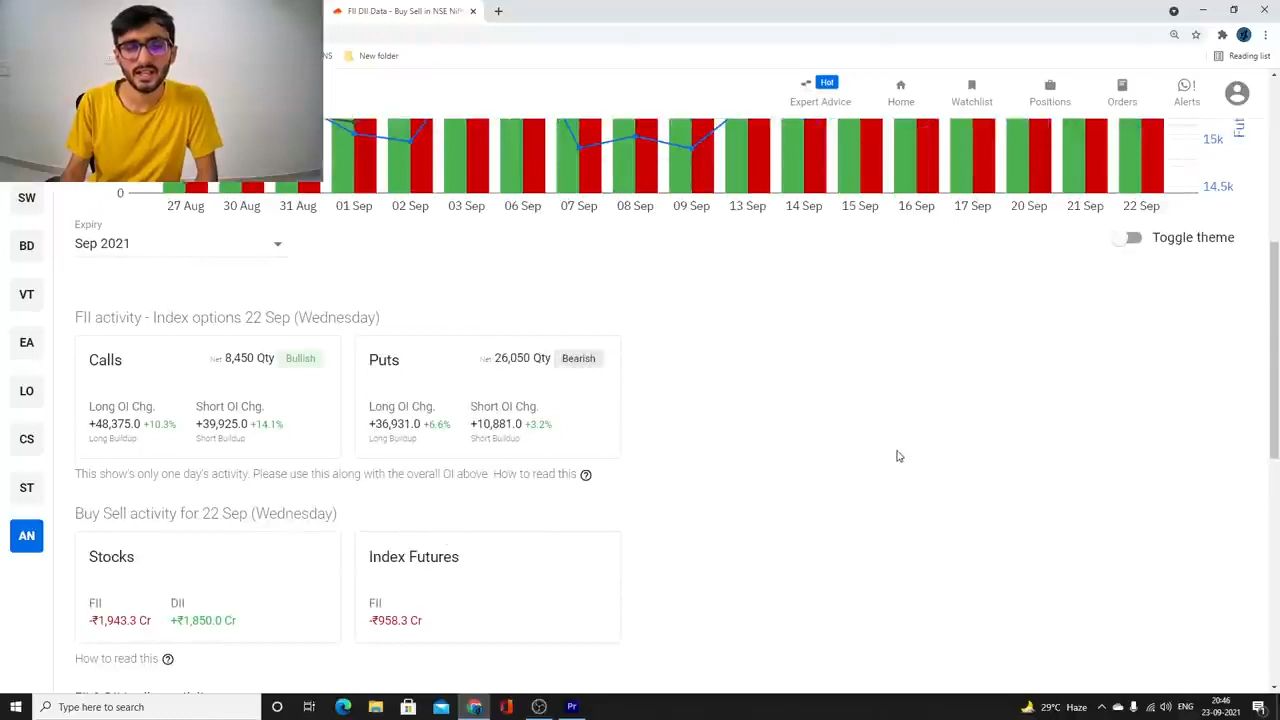 FII DII Data - Buy Sell in NSE Nif
NS
New folder
Reading list
Hot
Expert Advice
Home
Watchlist
Positions
Orders
Alerts
Fut
15k
14.5k
0
27 Aug 30 Aug 31 Aug 01 Sep 02 Sep 03 Sep 06 Sep 07 Sep 08 Sep 09 Sep 13 Sep 14 Sep 15 Sep 16 Sep 17 Sep 20 Sep 21 Sep 22 Sep
SW
BD
VT
EA
LO
CS
ST
AN
Expiry
Sep 2021
Toggle theme
FII activity - Index options 22 Sep (Wednesday)
Calls
Net 8,450 Qty Bullish
Long OI Chg. Short OI Chg.
+48,375.0 +10.3% +39,925.0 +14.1%
Long Buildup Short Buildup
Puts
Net 26,050 Qty Bearish
Long OI Chg. Short OI Chg.
+36,931.0 +6.6% +10,881.0 +3.2%
Long Buildup Short Buildup
This show's only one day's activity. Please use this along with the overall OI above. How to read this
Buy Sell activity for 22 Sep (Wednesday)
Stocks
FII DII
-₹1,943.3 Cr +₹1,850.0 Cr
Index Futures
FII
-₹958.3 Cr
How to read this
Type here to search
Pr
29°C Haze
ENG
20:46
23-09-2021